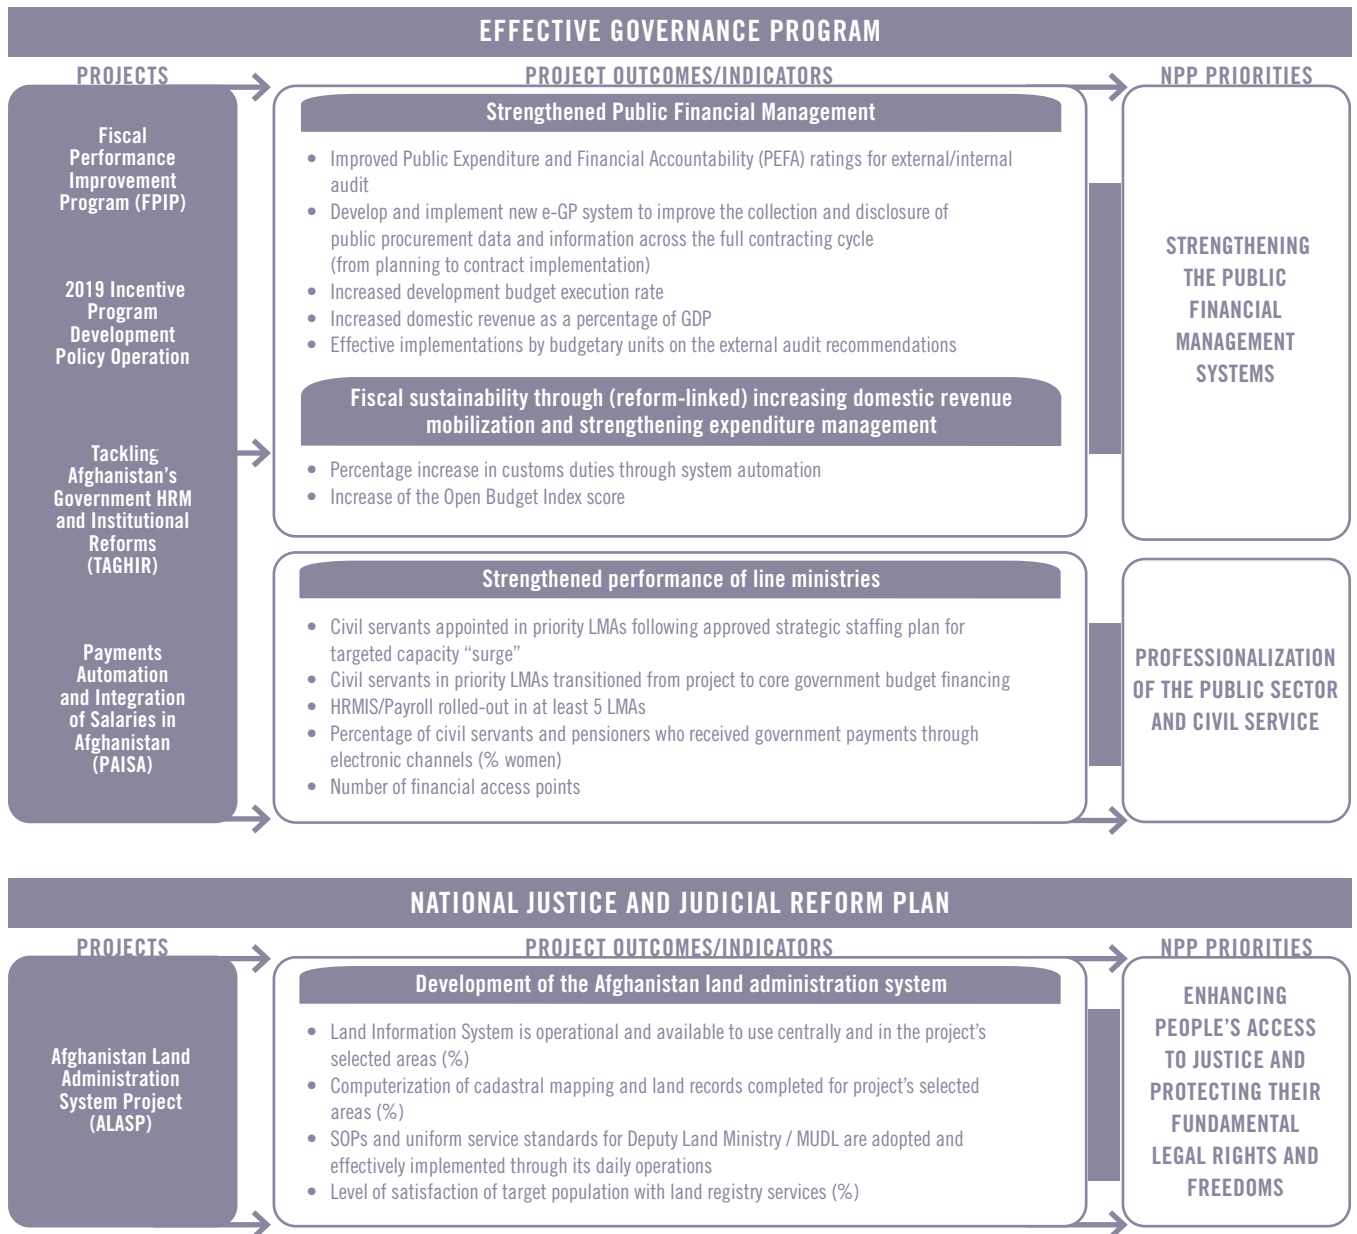 EFFECTIVE GOVERNANCE PROGRAM
PROJECTS
Fiscal
Performance
Improvement
Program (FPIP)
2019 Incentive
Program
Development
Policy Operation
Tackling
Afghanistan's
Government HRM
and Institutional
Reforms
(TAGHIR)
Payments
Automation
and Integration
of Salaries in
Afghanistan
(PAISA)
PROJECT OUTCOMES/INDICATORS
Strengthened Public Financial Management
• Improved Public Expenditure and Financial Accountability (PEFA) ratings for external/internal
audit
• Develop and implement new e-GP system to improve the collection and disclosure of
public procurement data and information across the full contracting cycle
(from planning to contract implementation)
• Increased development budget execution rate
• Increased domestic revenue as a percentage of GDP
• Effective implementations by budgetary units on the external audit recommendations
Fiscal sustainability through (reform-linked) increasing domestic revenue
mobilization and strengthening expenditure management
• Percentage increase in customs duties through system automation
• Increase of the Open Budget Index score
Strengthened performance of line ministries
• Civil servants appointed in priority LMAs following approved strategic staffing plan for
targeted capacity “surge”
• Civil servants in priority LMAs transitioned from project to core government budget financing
• HRMIS/Payroll rolled-out in at least 5 LMAs
• Percentage of civil servants and pensioners who received government payments through
electronic channels (% women)
• Number of financial access points
NPP PRIORITIES
STRENGTHENING
THE PUBLIC
FINANCIAL
MANAGEMENT
SYSTEMS
PROFESSIONALIZATION
OF THE PUBLIC SECTOR
AND CIVIL SERVICE
NATIONAL JUSTICE AND JUDICIAL REFORM PLAN
PROJECTS
Afghanistan Land
Administration
System Project
(ALASP)
PROJECT OUTCOMES/INDICATORS
Development of the Afghanistan land administration system
• Land Information System is operational and available to use centrally and in the project's
selected areas (%)
• Computerization of cadastral mapping and land records completed for project's selected
areas (%)
• SOPs and uniform service standards for Deputy Land Ministry / MUDL are adopted and
effectively implemented through its daily operations
• Level of satisfaction of target population with land registry services (%)
NPP PRIORITIES
ENHANCING
PEOPLE'S ACCESS
TO JUSTICE AND
PROTECTING THEIR
FUNDAMENTAL
LEGAL RIGHTS AND
FREEDOMS